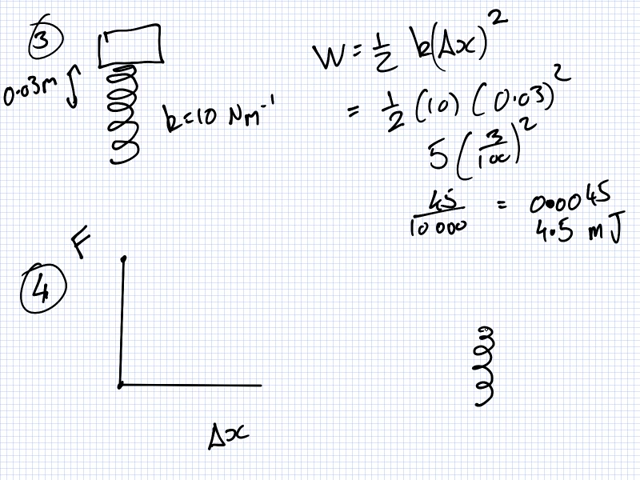 3
0.03m
k=10 Nm⁻¹
W = 1/2 k(Δx)²
= 1/2 (10) (0.03)²
5 (3/100)²
45/10000 = 0.0045
4.5 mJ
4
F
Δx